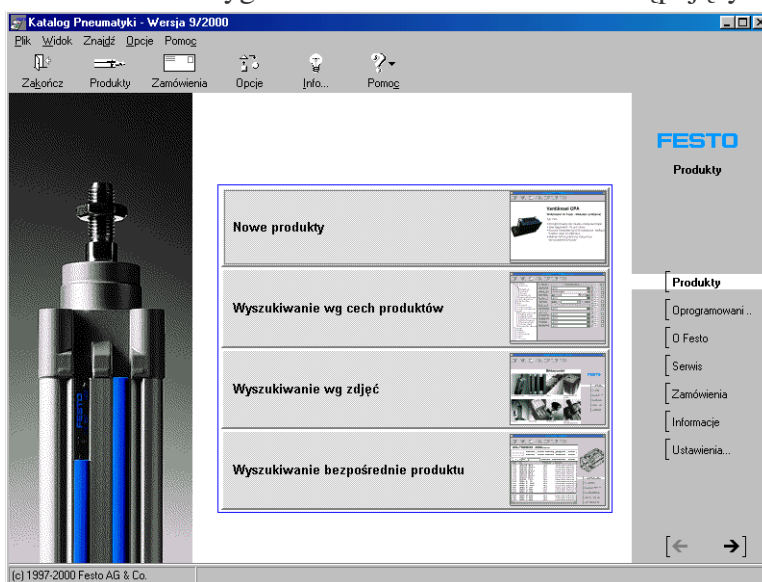 Katalog Pneumatyki - Wersja 9/2000
Plik Widok Znajdź Opcje Pomoc
Zakończ Produkty Zamówienia Opcje Info... Pomoc
FESTO
Produkty
Nowe produkty
Wyszukiwanie wg cech produktów
Wyszukiwanie wg zdjęć
Wyszukiwanie bezpośrednie produktu
Produkty
Oprogramowani ..
O Festo
Serwis
Zamówienia
Informacje
Ustawienia...
FESTO
(c) 1997-2000 Festo AG & Co.